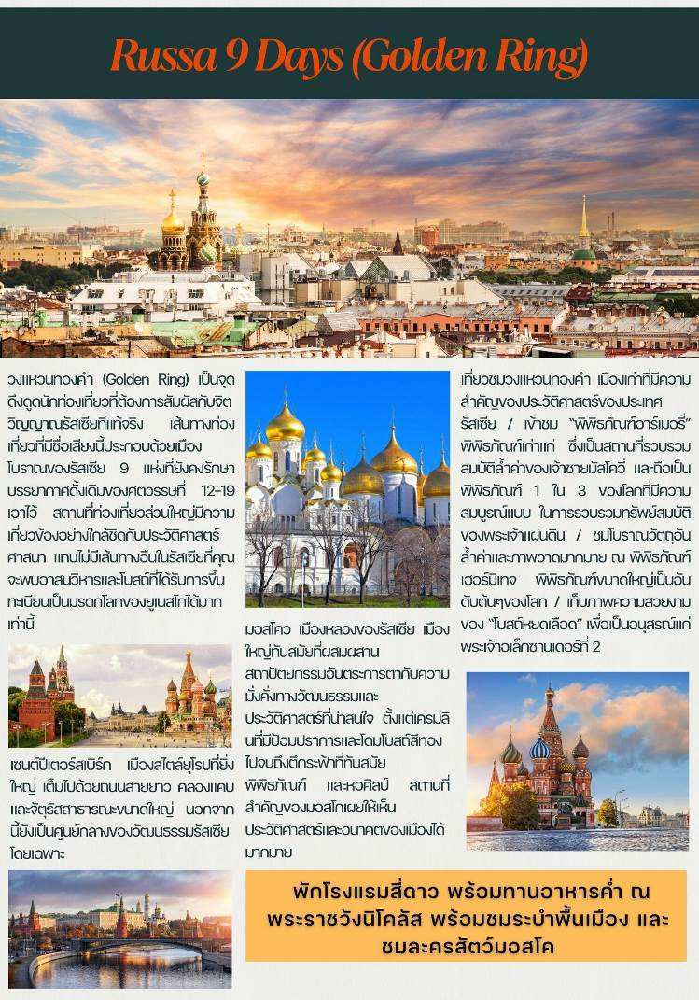 Russa 9 Days (Golden Ring)
วงแหวนทองคำ (Golden Ring) เป็นจุด
ดึงดูดนักท่องเที่ยวที่ต้องการสัมผัสกับจิต
วิญญาณรัสเซียที่แท้จริง เส้นทางท่อง
เที่ยวที่มีชื่อเสียงนี้ประกอบด้วยเมือง
โบราณของรัสเซีย 9 แห่งที่ยังคงรักษา
บรรยากาศดั้งเดิมของศตวรรษที่ 12-19
เอาไว้ สถานที่ท่องเที่ยวส่วนใหญ่มีความ
เกี่ยวข้องอย่างใกล้ชิดกับประวัติศาสตร์
ศาสนา แทบไม่มีเส้นทางอื่นในรัสเซียที่คุณ
จะพบอาสนวิหารและโบสถ์ที่ได้รับการขึ้น
ทะเบียนเป็นมรดกโลกของยูเนสโกได้มาก
เท่านี้
เซนต์ปีเตอร์สเบิร์ก เมืองสไตล์ยุโรปที่ยิ่ง
ใหญ่ เต็มไปด้วยถนนสายยาว คลองแคบ
และจัตุรัสสาธารณะขนาดใหญ่ นอกจาก
นี้ยังเป็นศูนย์กลางของวัฒนธรรมรัสเซีย
โดยเฉพาะ
มอสโคว เมืองหลวงของรัสเซีย เมือง
ใหญ่ทันสมัยที่ผสมผสาน
สถาปัตยกรรมอันตระการตากับความ
มั่งคั่งทางวัฒนธรรมและ
ประวัติศาสตร์ที่น่าสนใจ ตั้งแต่เครมลิ
นที่มีป้อมปราการและโดมโบสถ์สีทอง
ไปจนถึงตึกระฟ้าที่ทันสมัย
พิพิธภัณฑ์ และหอศิลป์ สถานที่
สำคัญของมอสโกเผยให้เห็น
ประวัติศาสตร์และอนาคตของเมืองได้
มากมาย
เที่ยวชมวงแหวนทองคำ เมืองเก่าที่มีความ
สำคัญของประวัติศาสตร์ของประเทศ
รัสเซีย / เข้าชม “พิพิธภัณฑ์อาร์เมอรี่”
พิพิธภัณฑ์เก่าแก่ ซึ่งเป็นสถานที่รวบรวม
สมบัติล้ำค่าของเจ้าชายมัสโควี่ และถือเป็น
พิพิธภัณฑ์ 1 ใน 3 ของโลกที่มีความ
สมบูรณ์แบบ ในการรวบรวมทรัพย์สมบัติ
ของพระเจ้าแผ่นดิน / ชมโบราณวัตถุอัน
ล้ำค่าและภาพวาดมากมาย ณ พิพิธภัณฑ์
เฮอร์มิเทจ พิพิธภัณฑ์ขนาดใหญ่เป็นอัน
ดับต้นๆของโลก / เก็บภาพความสวยงาม
ของ “โบสถ์หยดเลือด” เพื่อเป็นอนุสรณ์แก่
พระเจ้าอเล็กซานเดอร์ที่ 2
พักโรงแรมสี่ดาว พร้อมทานอาหารค่ำ ณ
พระราชวังนิโคลัส พร้อมชมระบำพื้นเมือง และ
ชมละครสัตว์มอสโค